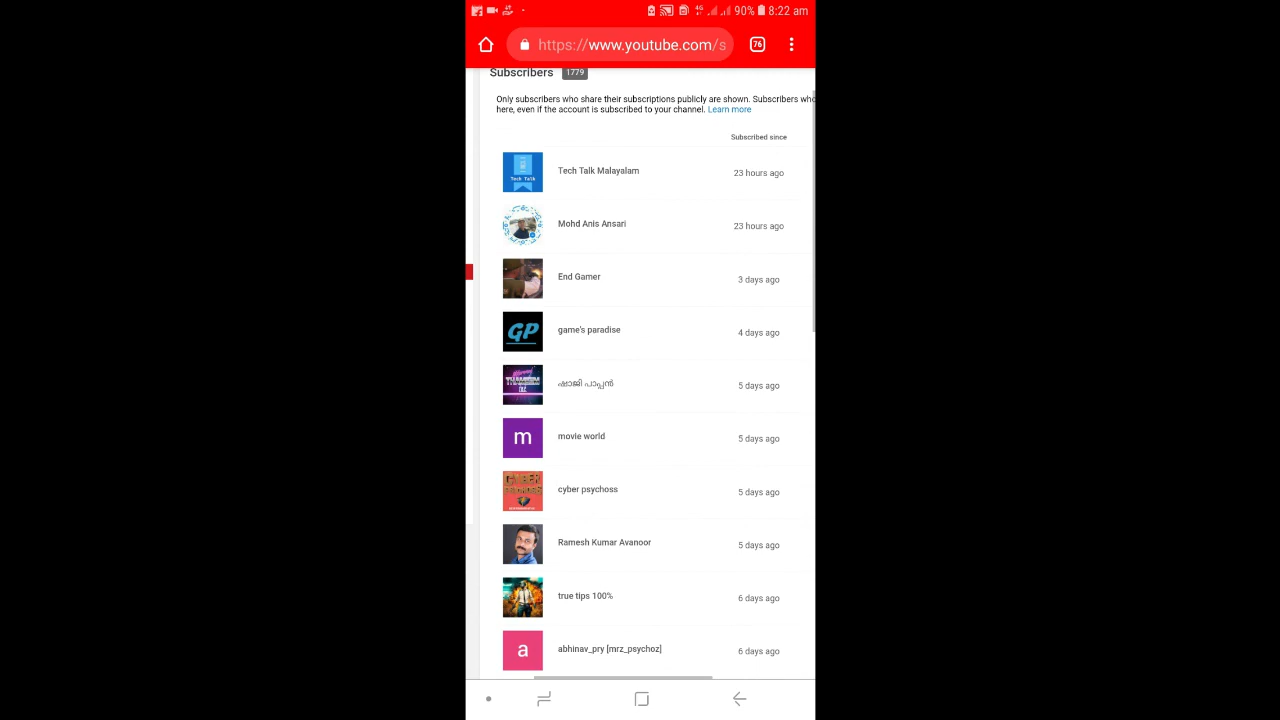 90% 8:22 am
https://www.youtube.com/s
76
Subscribers 1779
Only subscribers who share their subscriptions publicly are shown. Subscribers who
here, even if the account is subscribed to your channel. Learn more
Subscribed since
Tech Talk
Tech Talk Malayalam 23 hours ago
Mohd Anis Ansari 23 hours ago
End Gamer 3 days ago
GP game's paradise 4 days ago
ഷാജി പാപ്പൻ 5 days ago
m movie world 5 days ago
cyber psychoss 5 days ago
Ramesh Kumar Avanoor 5 days ago
true tips 100% 6 days ago
a abhinav_pry [mrz_psychoz] 6 days ago